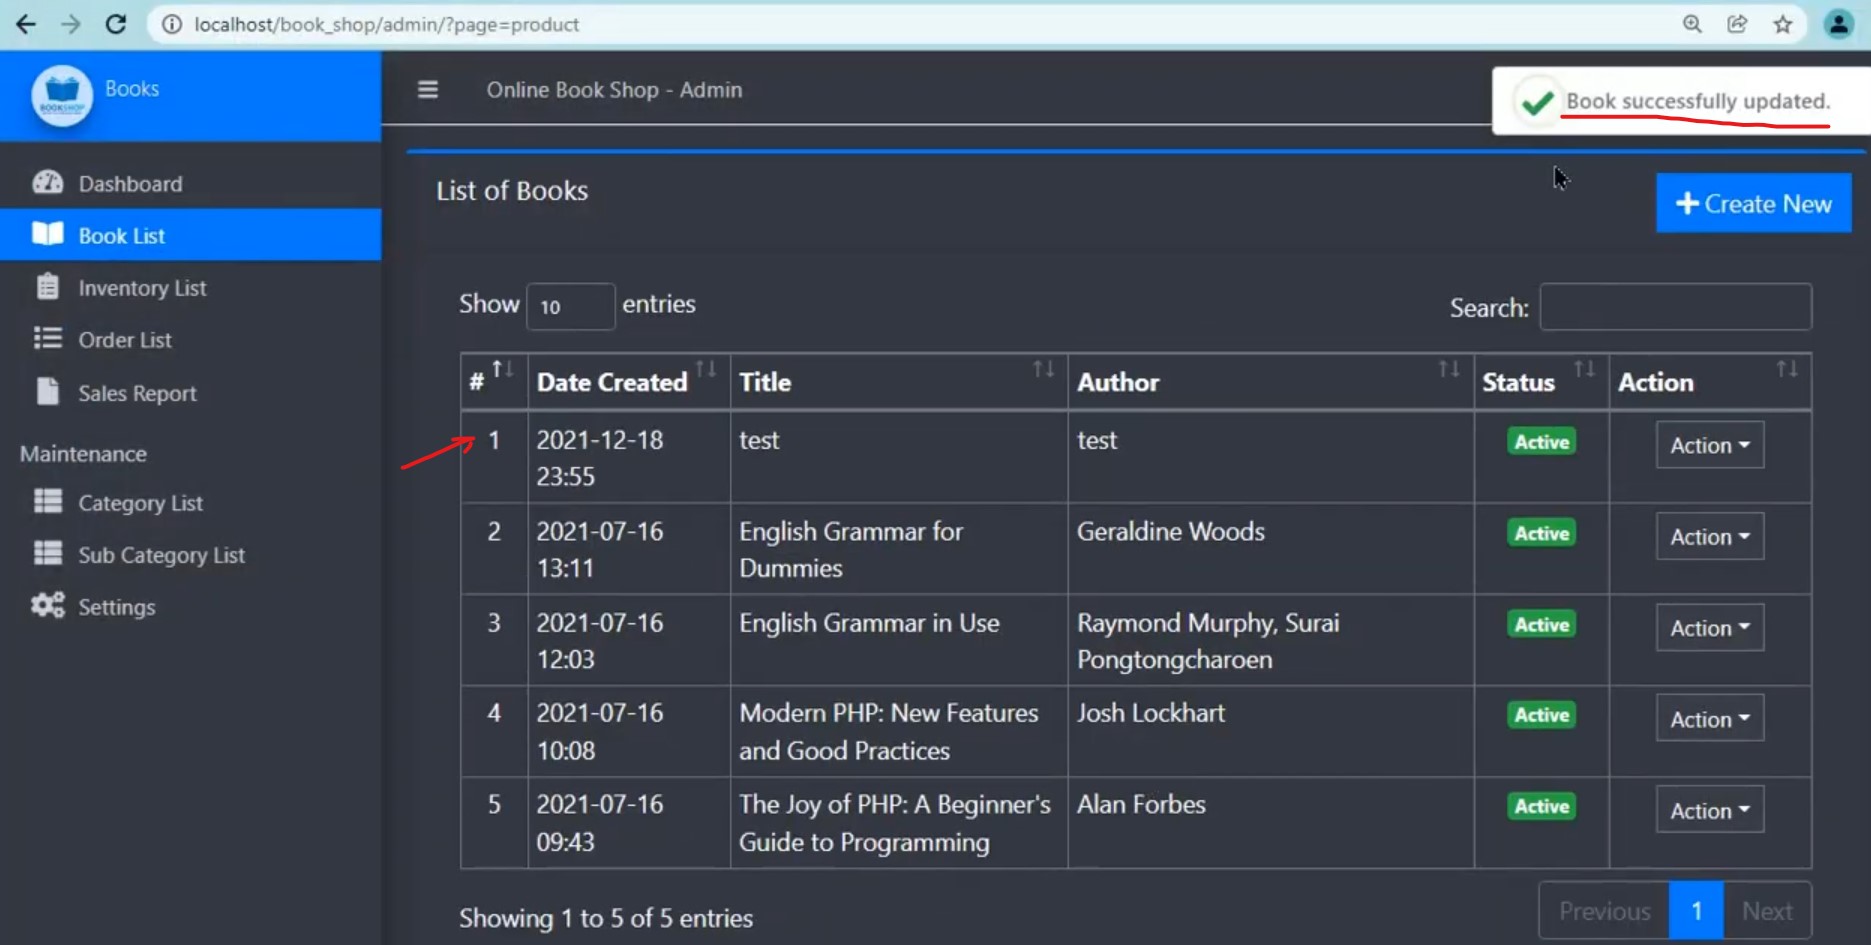 localhost/book_shop/admin/?page=product
Books
BOOKSHOP
Online Book Shop - Admin
Book successfully updated.
Dashboard
Book List
Inventory List
Order List
Sales Report
Maintenance
Category List
Sub Category List
Settings
List of Books
Create New
Show 10 entries
Search:
# Date Created Title Author Status Action
1 2021-12-18 test test Active Action
23:55
2 2021-07-16 English Grammar for Geraldine Woods Active Action
13:11 Dummies
3 2021-07-16 English Grammar in Use Raymond Murphy, Surai Active Action
12:03 Pongtongcharoen
4 2021-07-16 Modern PHP: New Features Josh Lockhart Active Action
10:08 and Good Practices
5 2021-07-16 The Joy of PHP: A Beginner's Alan Forbes Active Action
09:43 Guide to Programming
Showing 1 to 5 of 5 entries
Previous 1 Next